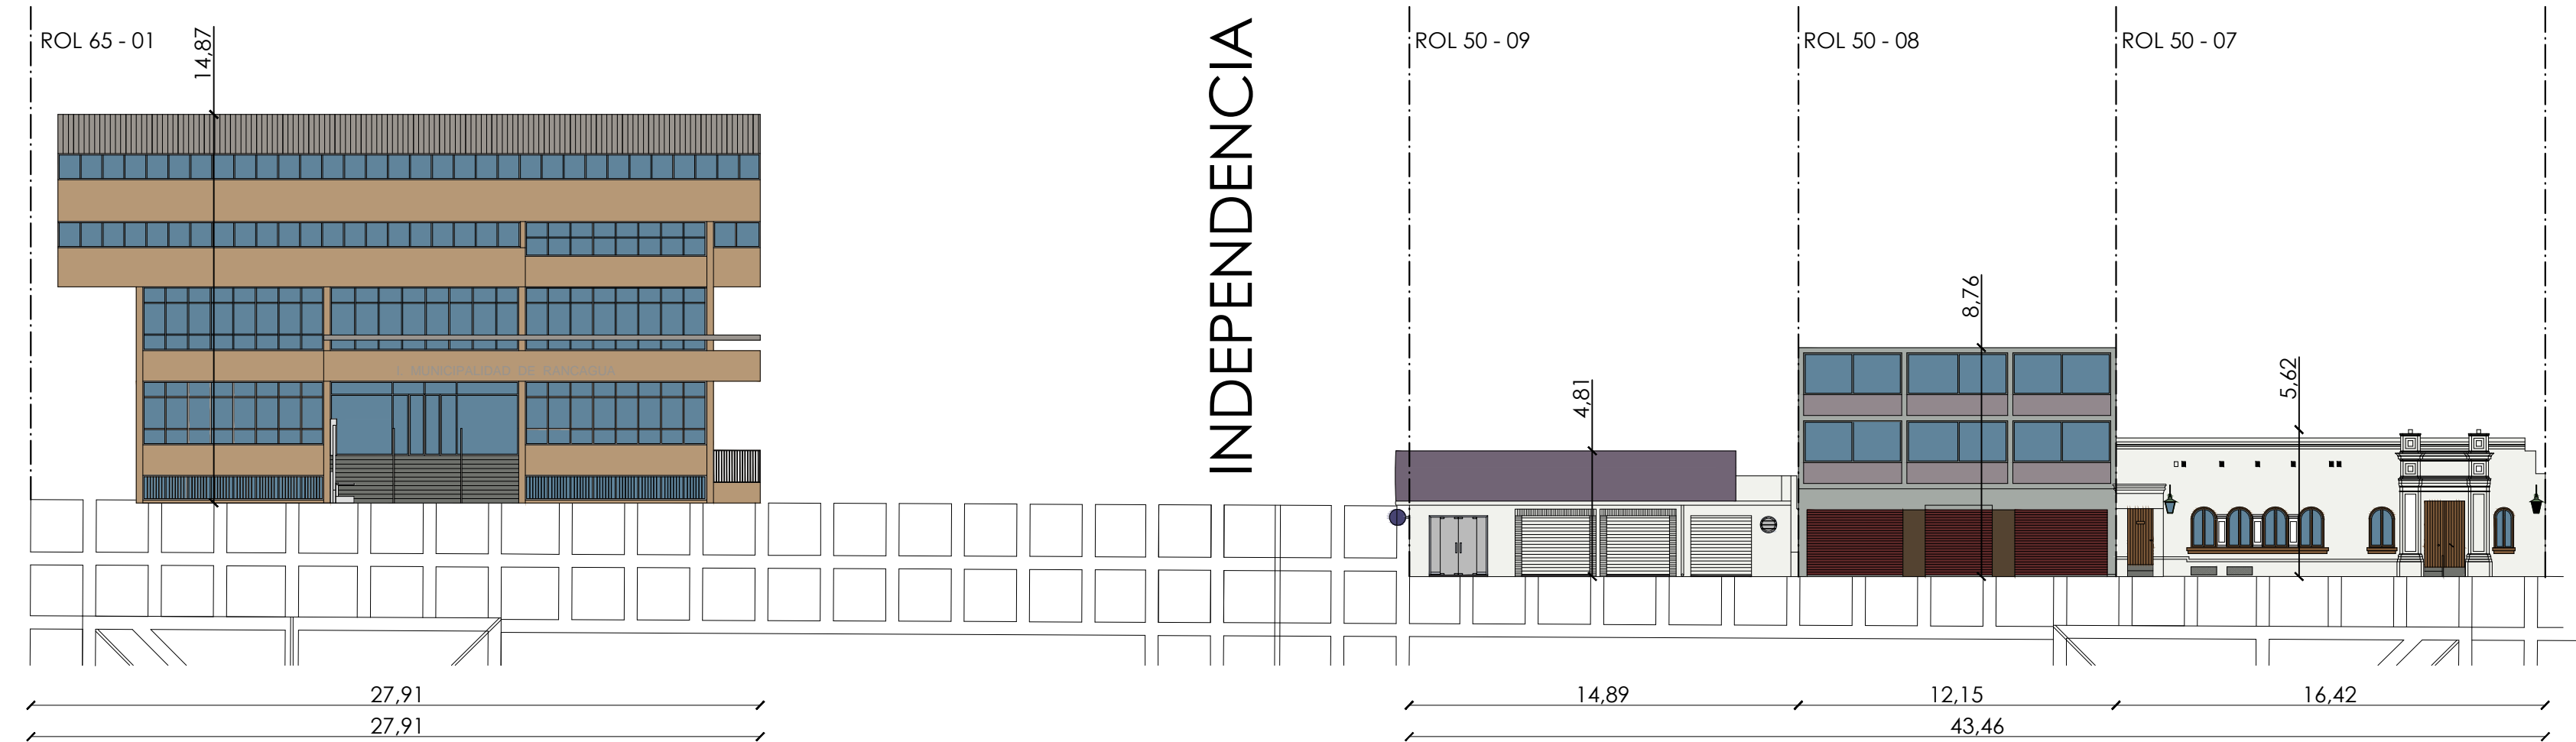 ROL 65 - 01
14,87
INDEPENDENCIA
ROL 50 - 09
ROL 50 - 08
ROL 50 - 07
8,76
5,62
4,81
I. MUNICIPALIDAD DE RANCAGUA
27,91
14,89
12,15
16,42
27,91
43,46